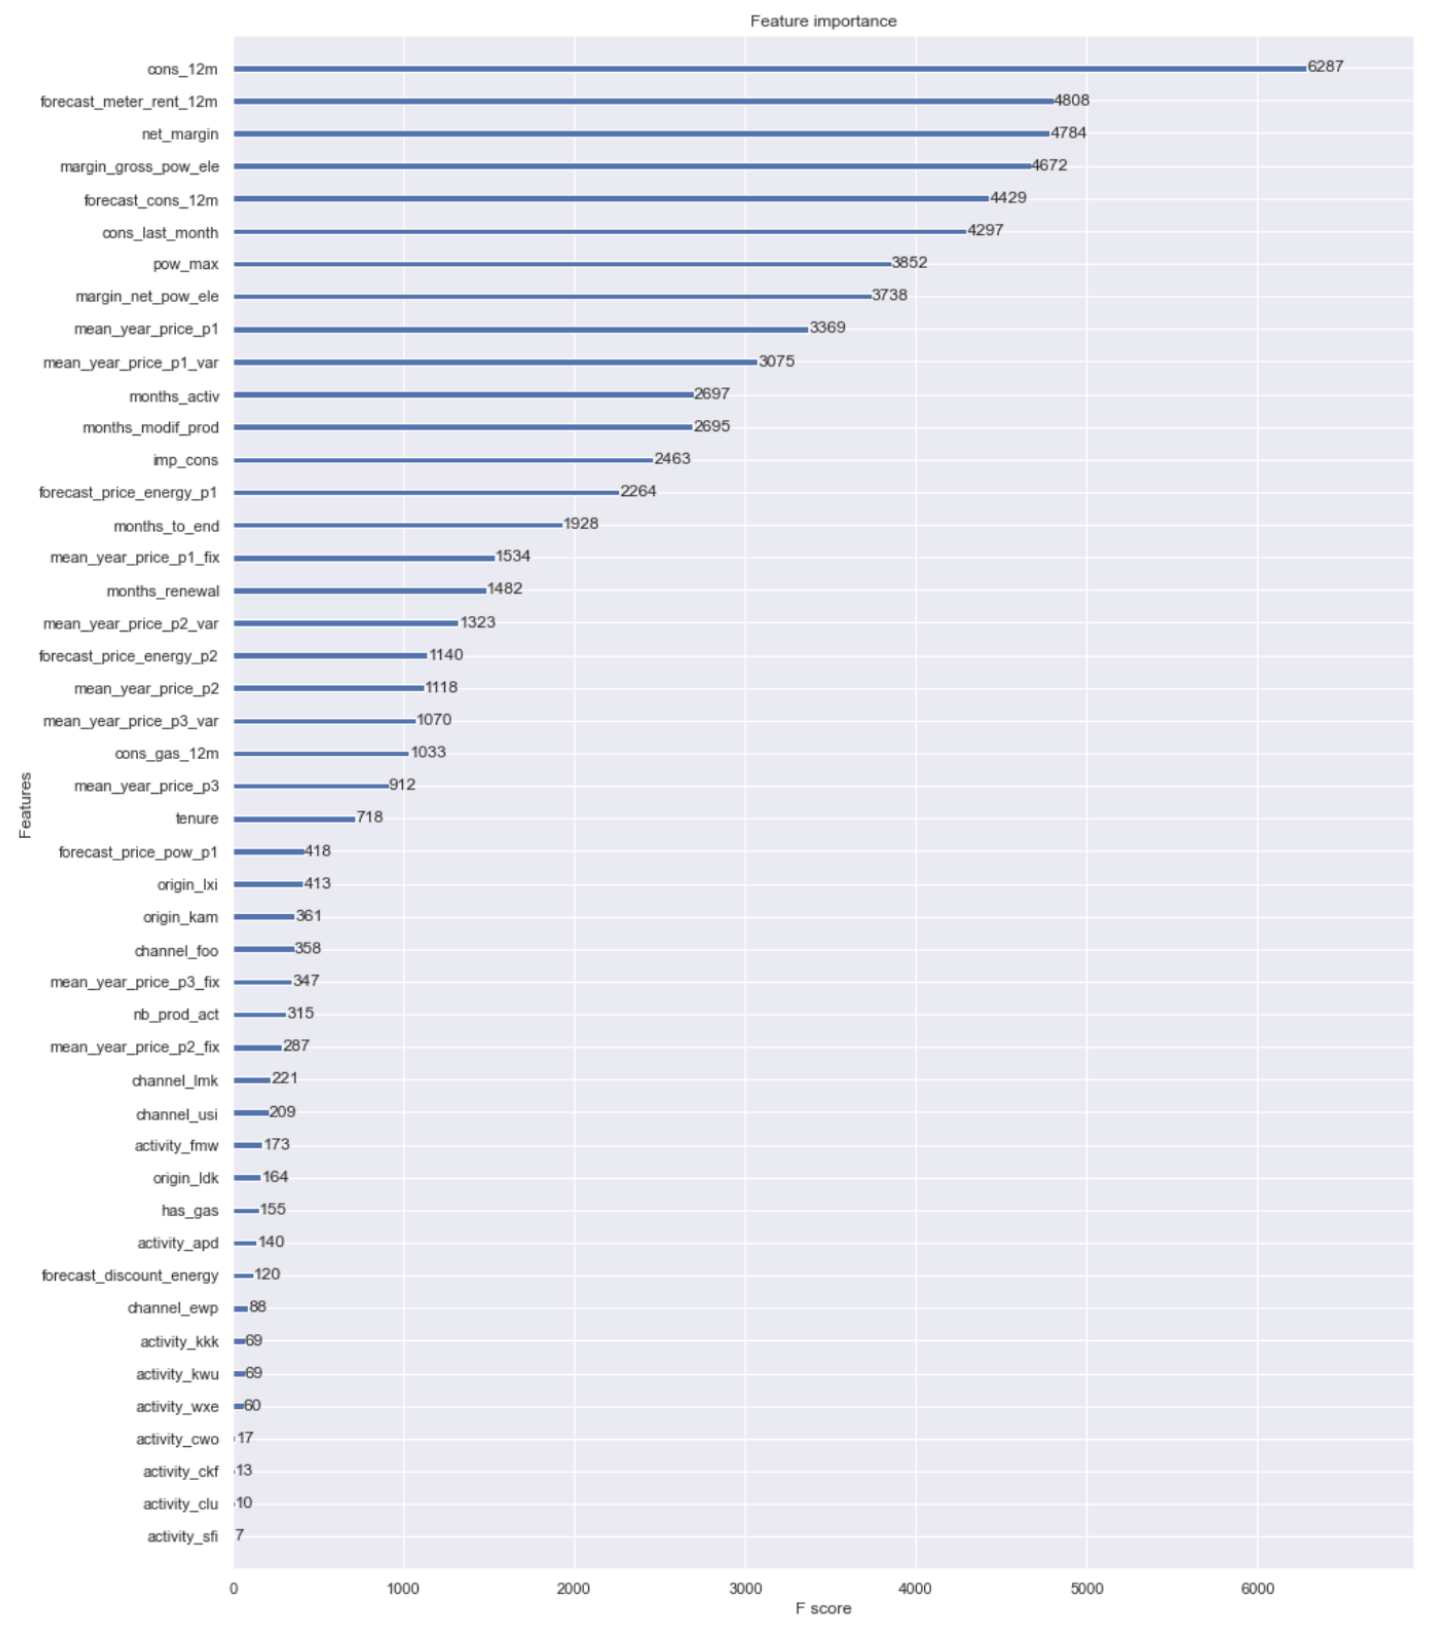 Feature importance
cons_12m 6287
forecast_meter_rent_12m 4808
net_margin 4784
margin_gross_pow_ele 4672
forecast_cons_12m 4429
cons_last_month 4297
pow_max 3852
margin_net_pow_ele 3738
mean_year_price_p1 3369
mean_year_price_p1_var 3075
months_activ 2697
months_modif_prod 2695
imp_cons 2463
forecast_price_energy_p1 2264
months_to_end 1928
mean_year_price_p1_fix 1534
months_renewal 1482
mean_year_price_p2_var 1323
forecast_price_energy_p2 1140
mean_year_price_p2 1118
mean_year_price_p3_var 1070
cons_gas_12m 1033
mean_year_price_p3 912
Features
tenure 718
forecast_price_pow_p1 418
origin_lxi 413
origin_kam 361
channel_foo 358
mean_year_price_p3_fix 347
nb_prod_act 315
mean_year_price_p2_fix 287
channel_lmk 221
channel_usi 209
activity_fmw 173
origin_ldk 164
has_gas 155
activity_apd 140
forecast_discount_energy 120
channel_ewp 88
activity_kkk 69
activity_kwu 69
activity_wxe 60
activity_cwo 17
activity_ckf 13
activity_clu 10
activity_sfi 7
0 1000 2000 3000 4000 5000 6000
F score